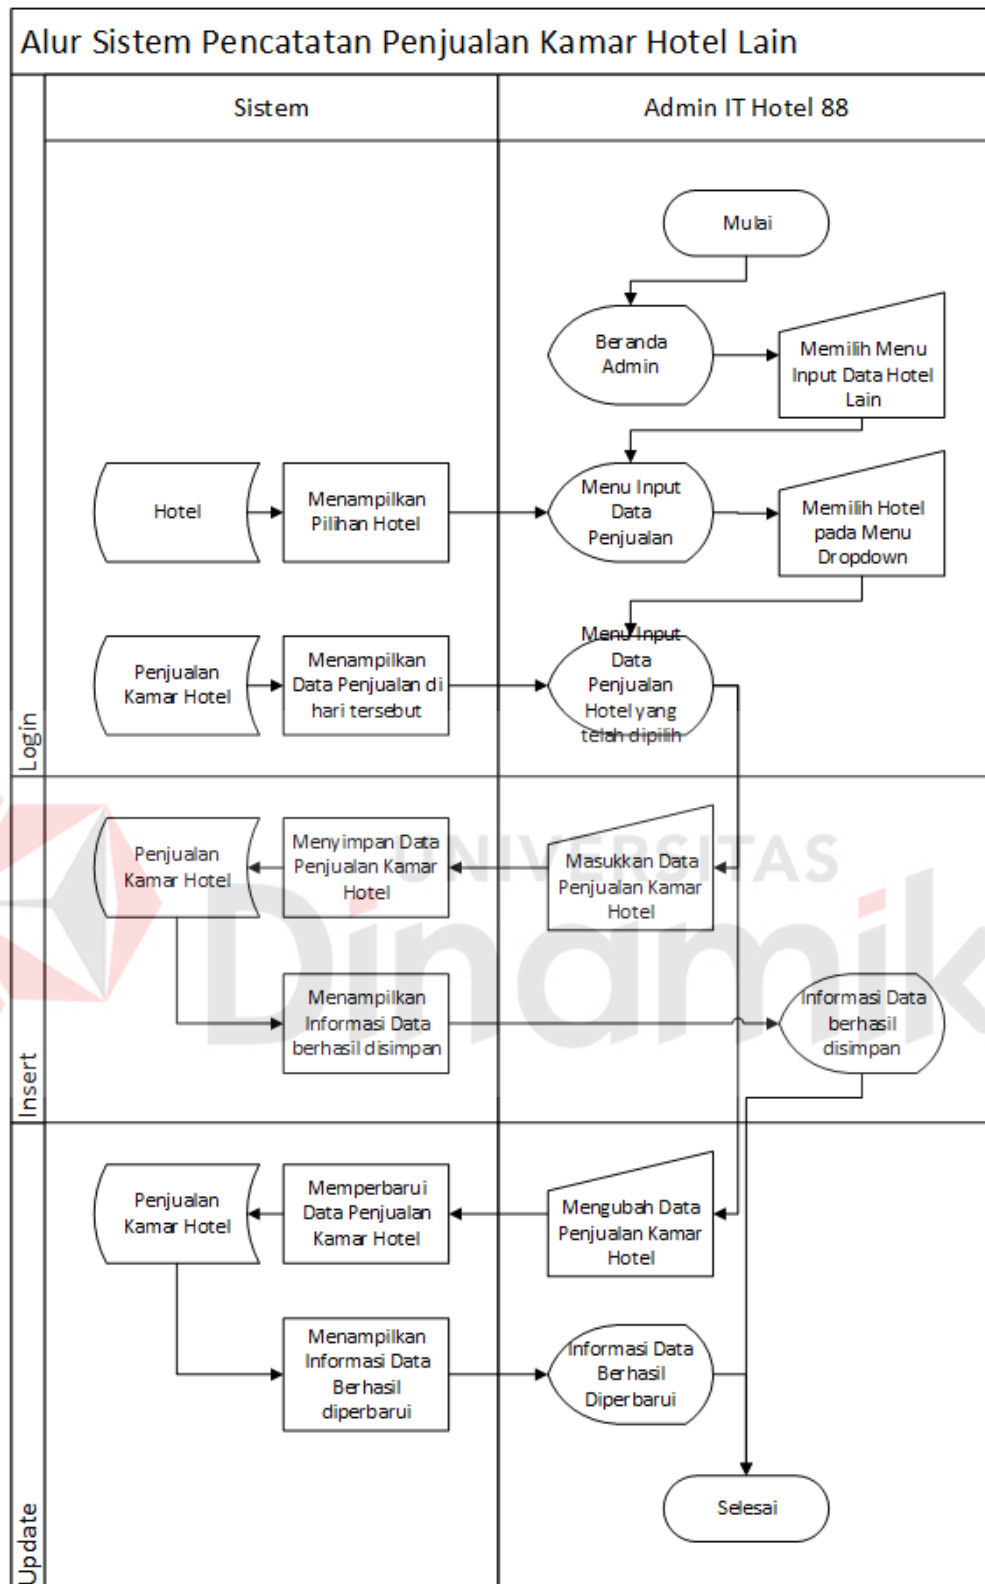 Alur Sistem Pencatatan Penjualan Kamar Hotel Lain
Sistem
Admin IT Hotel 88
Login
Mulai
Beranda
Admin
Memilih Menu
Input Data Hotel
Lain
Hotel
Menampilkan
Pilihan Hotel
Menu Input
Data
Penjualan
Memilih Hotel
pada Menu
Dropdown
Penjualan
Kamar Hotel
Menampilkan
Data Penjualan di
hari tersebut
Menu Input
Data
Penjualan
Hotel yang
telah dipilih
Insert
Penjualan
Kamar Hotel
Menyimpan Data
Penjualan Kamar
Hotel
Masukkan Data
Penjualan Kamar
Hotel
UNIVERSITAS
Dinamik
Menampilkan
Informasi Data
berhasil disimpan
Informasi Data
berhasil
disimpan
Update
Penjualan
Kamar Hotel
Memperbarui
Data Penjualan
Kamar Hotel
Mengubah Data
Penjualan Kamar
Hotel
Menampilkan
Informasi Data
Berhasil
diperbarui
Informasi Data
Berhasil
Diperbarui
Selesai